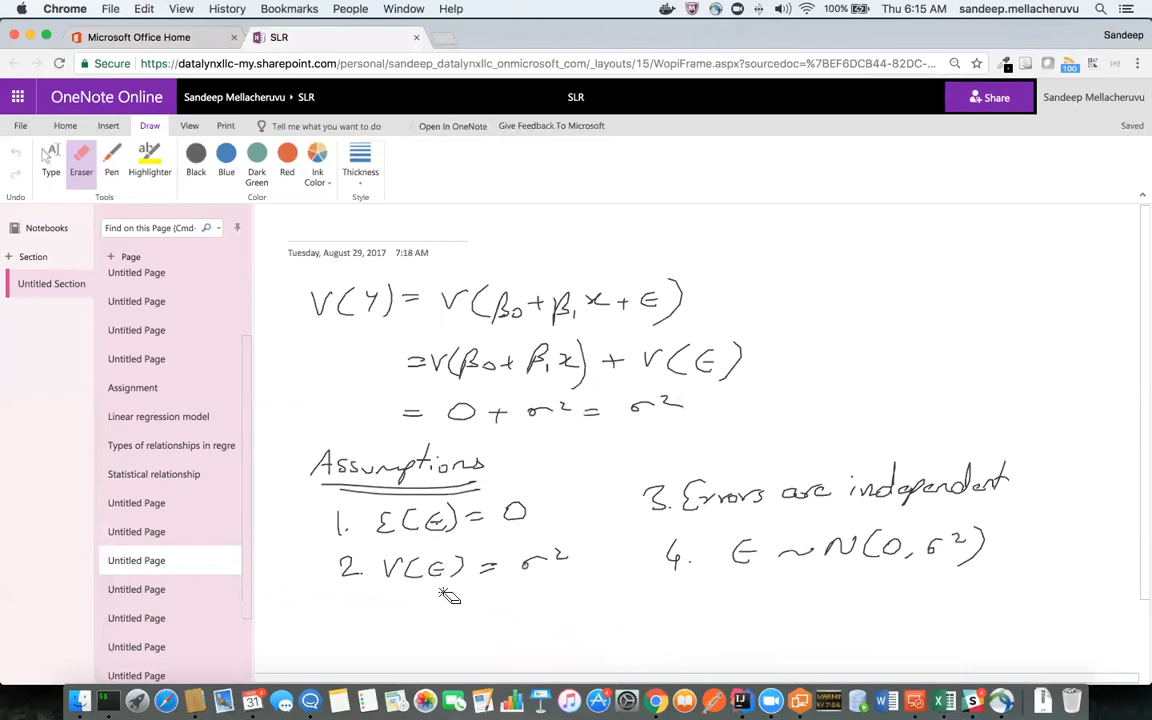 Chrome File Edit View History Bookmarks People Window Help 100% Thu 6:15 AM sandeep.mellacheruvu
Microsoft Office Home × SLR × Sandeep
Secure https://datalynxllc-my.sharepoint.com/personal/sandeep_datalynxllc_onmicrosoft_com/_layouts/15/WopiFrame.aspx?sourcedoc=%7BEF6DCB44-82DC-... 100
OneNote Online Sandeep Mellacheruvu ▸ SLR SLR Share Sandeep Mellacheruvu
File Home Insert Draw View Print Tell me what you want to do Open In OneNote Give Feedback To Microsoft Saved
Type Eraser Pen Highlighter Black Blue Dark Green Red Ink Color Thickness
Undo Tools Color Style
Notebooks
+ Section
Untitled Section
Find on this Page (Cmd
+ Page
Untitled Page
Untitled Page
Untitled Page
Untitled Page
Assignment
Linear regression model
Types of relationships in regre
Statistical relationship
Untitled Page
Untitled Page
Untitled Page
Untitled Page
Untitled Page
Untitled Page
Untitled Page
Tuesday, August 29, 2017 7:18 AM
V(Y) = V(β0 + β1x + ε)
= V(β0 + β1x) + V(ε)
= 0 + σ² = σ²
Assumptions
1. E(ε) = 0
2. V(ε) = σ²
3. Errors are independent
4. ε ~ N(0, σ²)